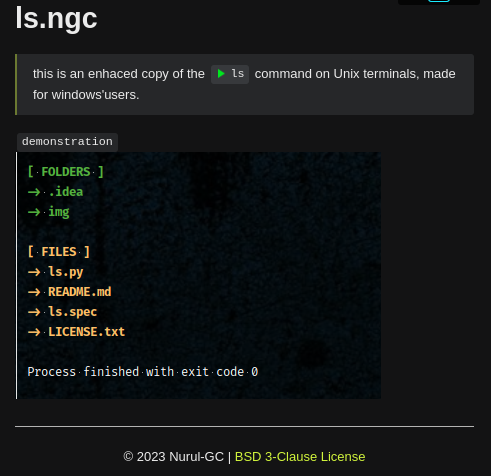 ls.ngc
this is an enhaced copy of the ▶ ls command on Unix terminals, made
for windows'users.
demonstration
[·FOLDERS·]
→·.idea
→·img
[·FILES·]
→·ls.py
→·README.md
→·ls.spec
→·LICENSE.txt
Process·finished·with·exit·code·0
© 2023 Nurul-GC | BSD 3-Clause License